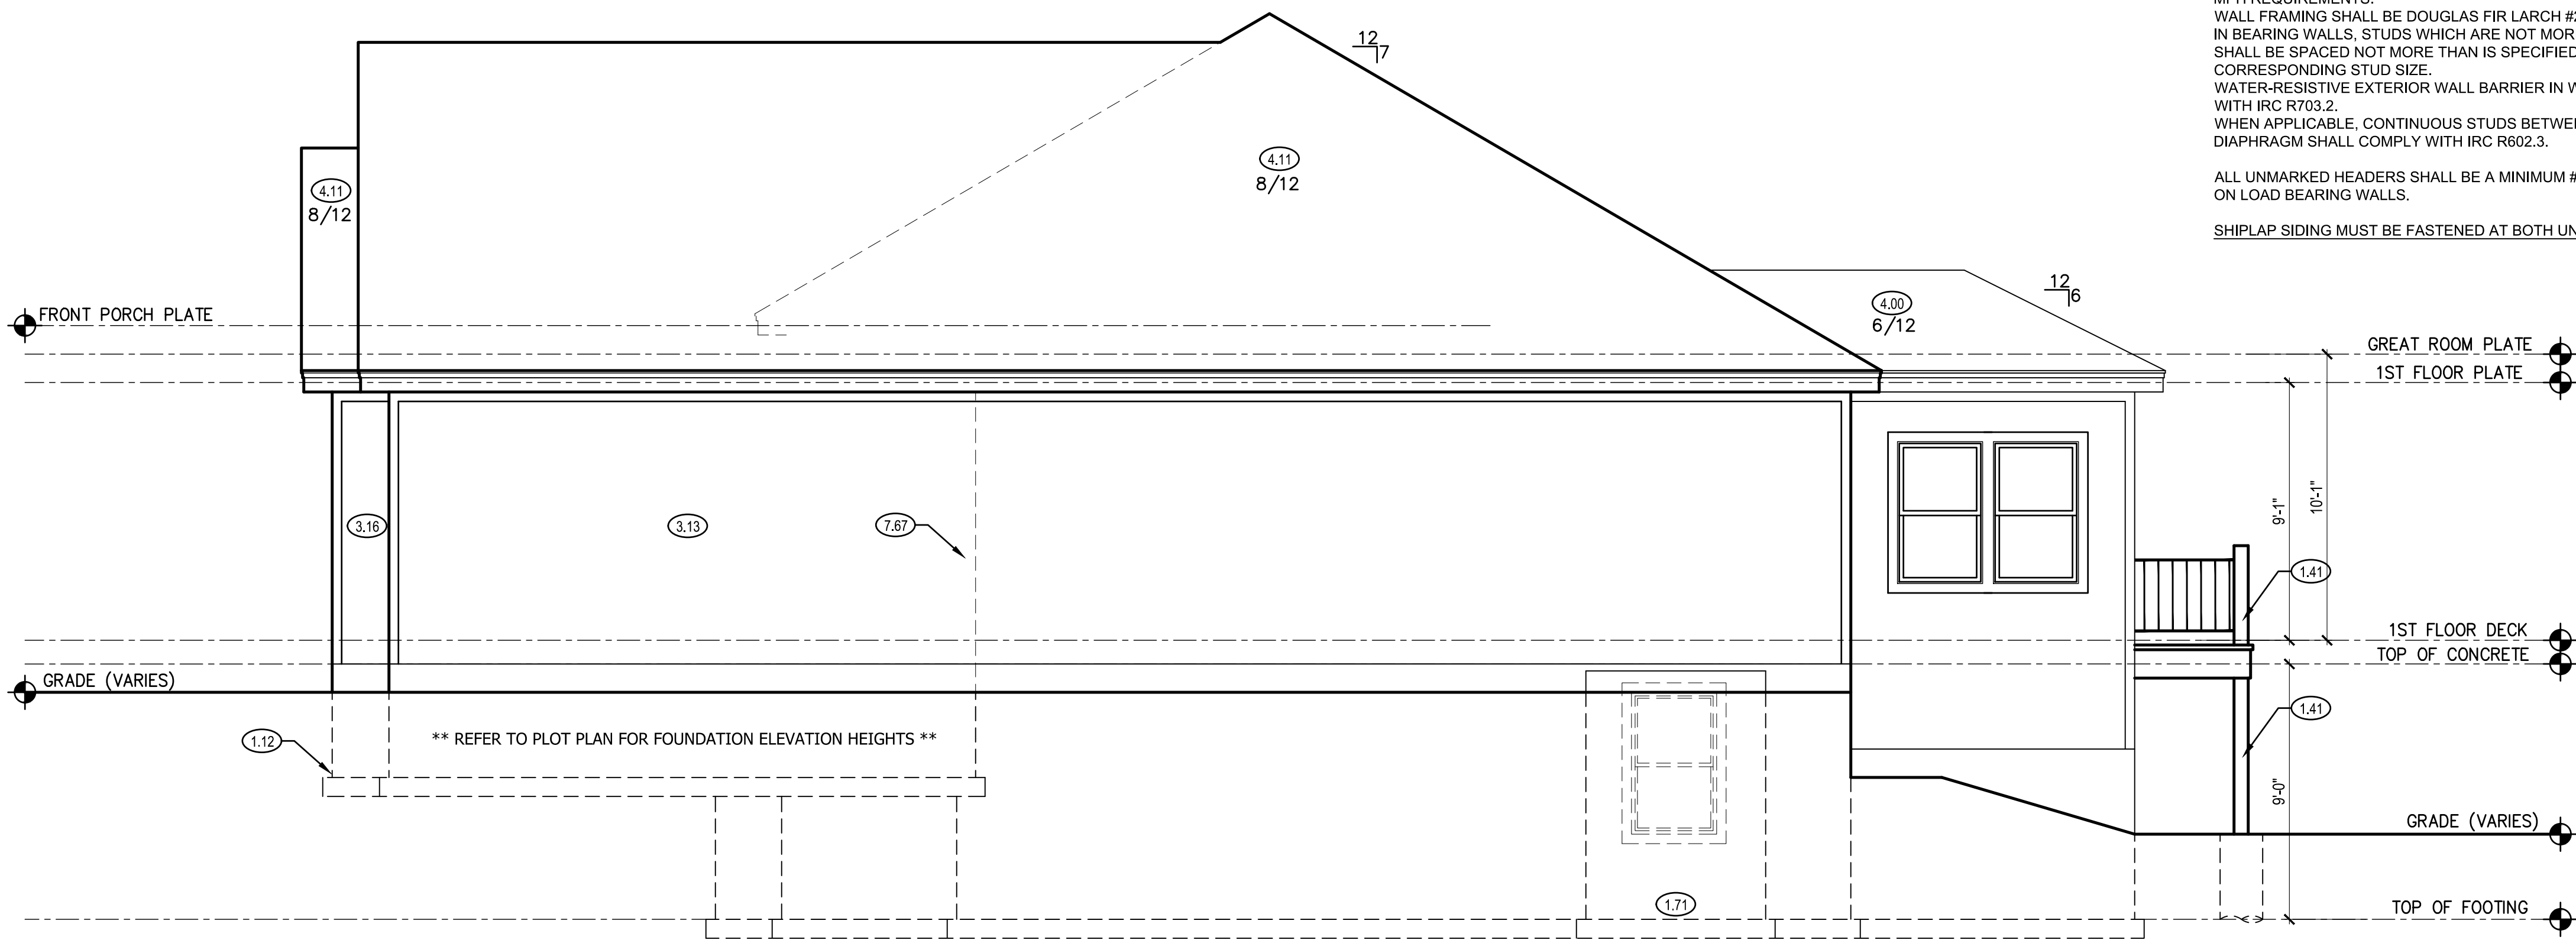 MPH REQUIREMENTS.
WALL FRAMING SHALL BE DOUGLAS FIR LARCH #2
IN BEARING WALLS, STUDS WHICH ARE NOT MOR
SHALL BE SPACED NOT MORE THAN IS SPECIFIED
CORRESPONDING STUD SIZE.
WATER-RESISTIVE EXTERIOR WALL BARRIER IN W
WITH IRC R703.2.
WHEN APPLICABLE, CONTINUOUS STUDS BETWE
DIAPHRAGM SHALL COMPLY WITH IRC R602.3.
ALL UNMARKED HEADERS SHALL BE A MINIMUM #
ON LOAD BEARING WALLS.
SHIPLAP SIDING MUST BE FASTENED AT BOTH UN
12
7
4.11
8/12
4.11
8/12
12
6
4.00
6/12
FRONT PORCH PLATE
GREAT ROOM PLATE
1ST FLOOR PLATE
3.16
3.13
7.67
9'-1"
10'-1"
1.41
1ST FLOOR DECK
TOP OF CONCRETE
GRADE (VARIES)
1.41
1.12
** REFER TO PLOT PLAN FOR FOUNDATION ELEVATION HEIGHTS **
9'-0"
GRADE (VARIES)
1.71
TOP OF FOOTING